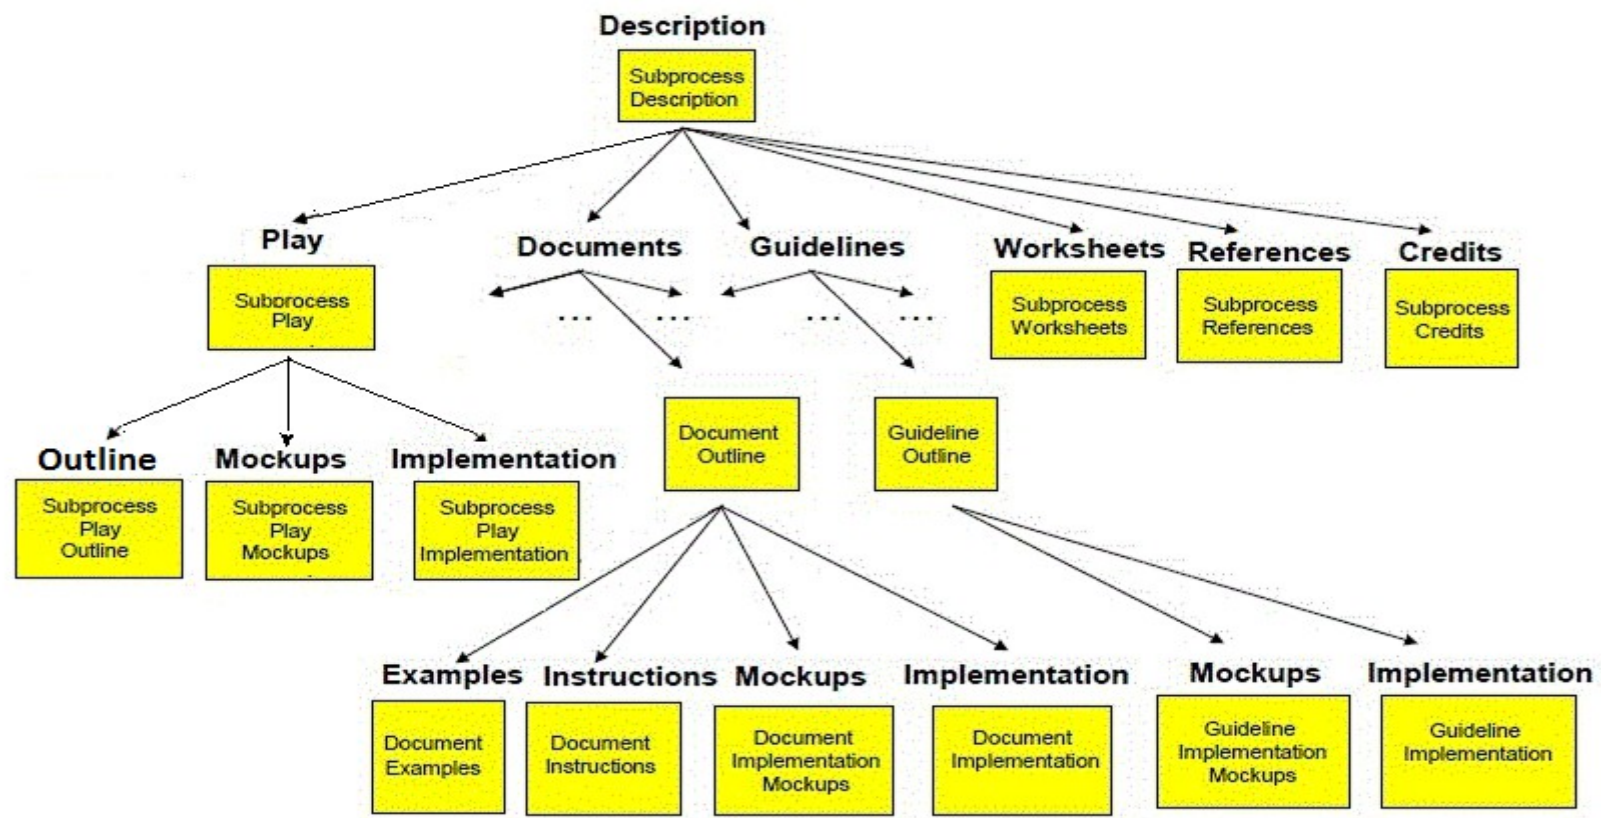 Description
Subprocess
Description
Play
Documents
Guidelines
Worksheets
References
Credits
Subprocess
Play
... ... ... ...
Subprocess
Worksheets
Subprocess
References
Subprocess
Credits
Document
Outline
Guideline
Outline
Outline
Mockups
Implementation
Subprocess
Play
Outline
Subprocess
Play
Mockups
Subprocess
Play
Implementation
Examples
Instructions
Mockups
Implementation
Mockups
Implementation
Document
Examples
Document
Instructions
Document
Implementation
Mockups
Document
Implementation
Guideline
Implementation
Mockups
Guideline
Implementation